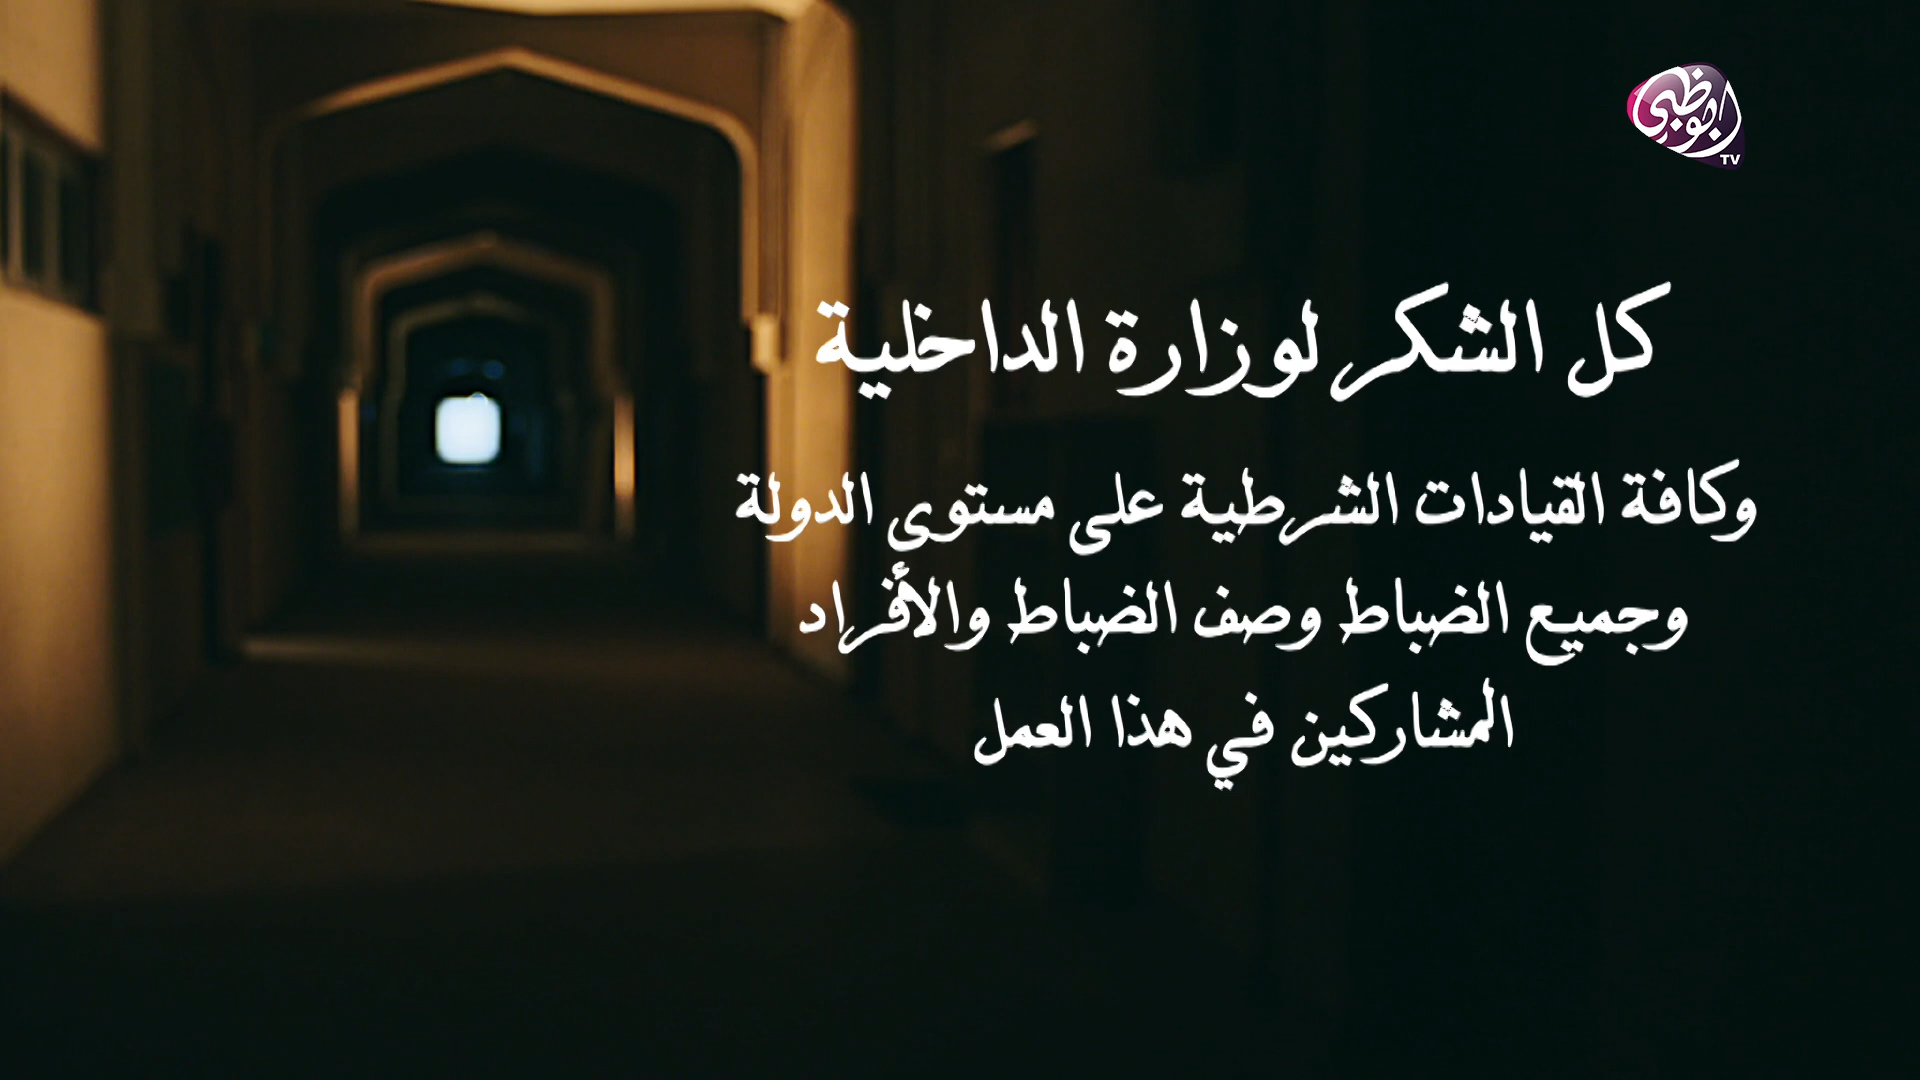 ابوظبي
TV
كل الشكر لوزارة الداخلية
وكافة القيادات الشرطية على مستوى الدولة
وجميع الضباط وصف الضباط والأفراد
المشاركين في هذا العمل